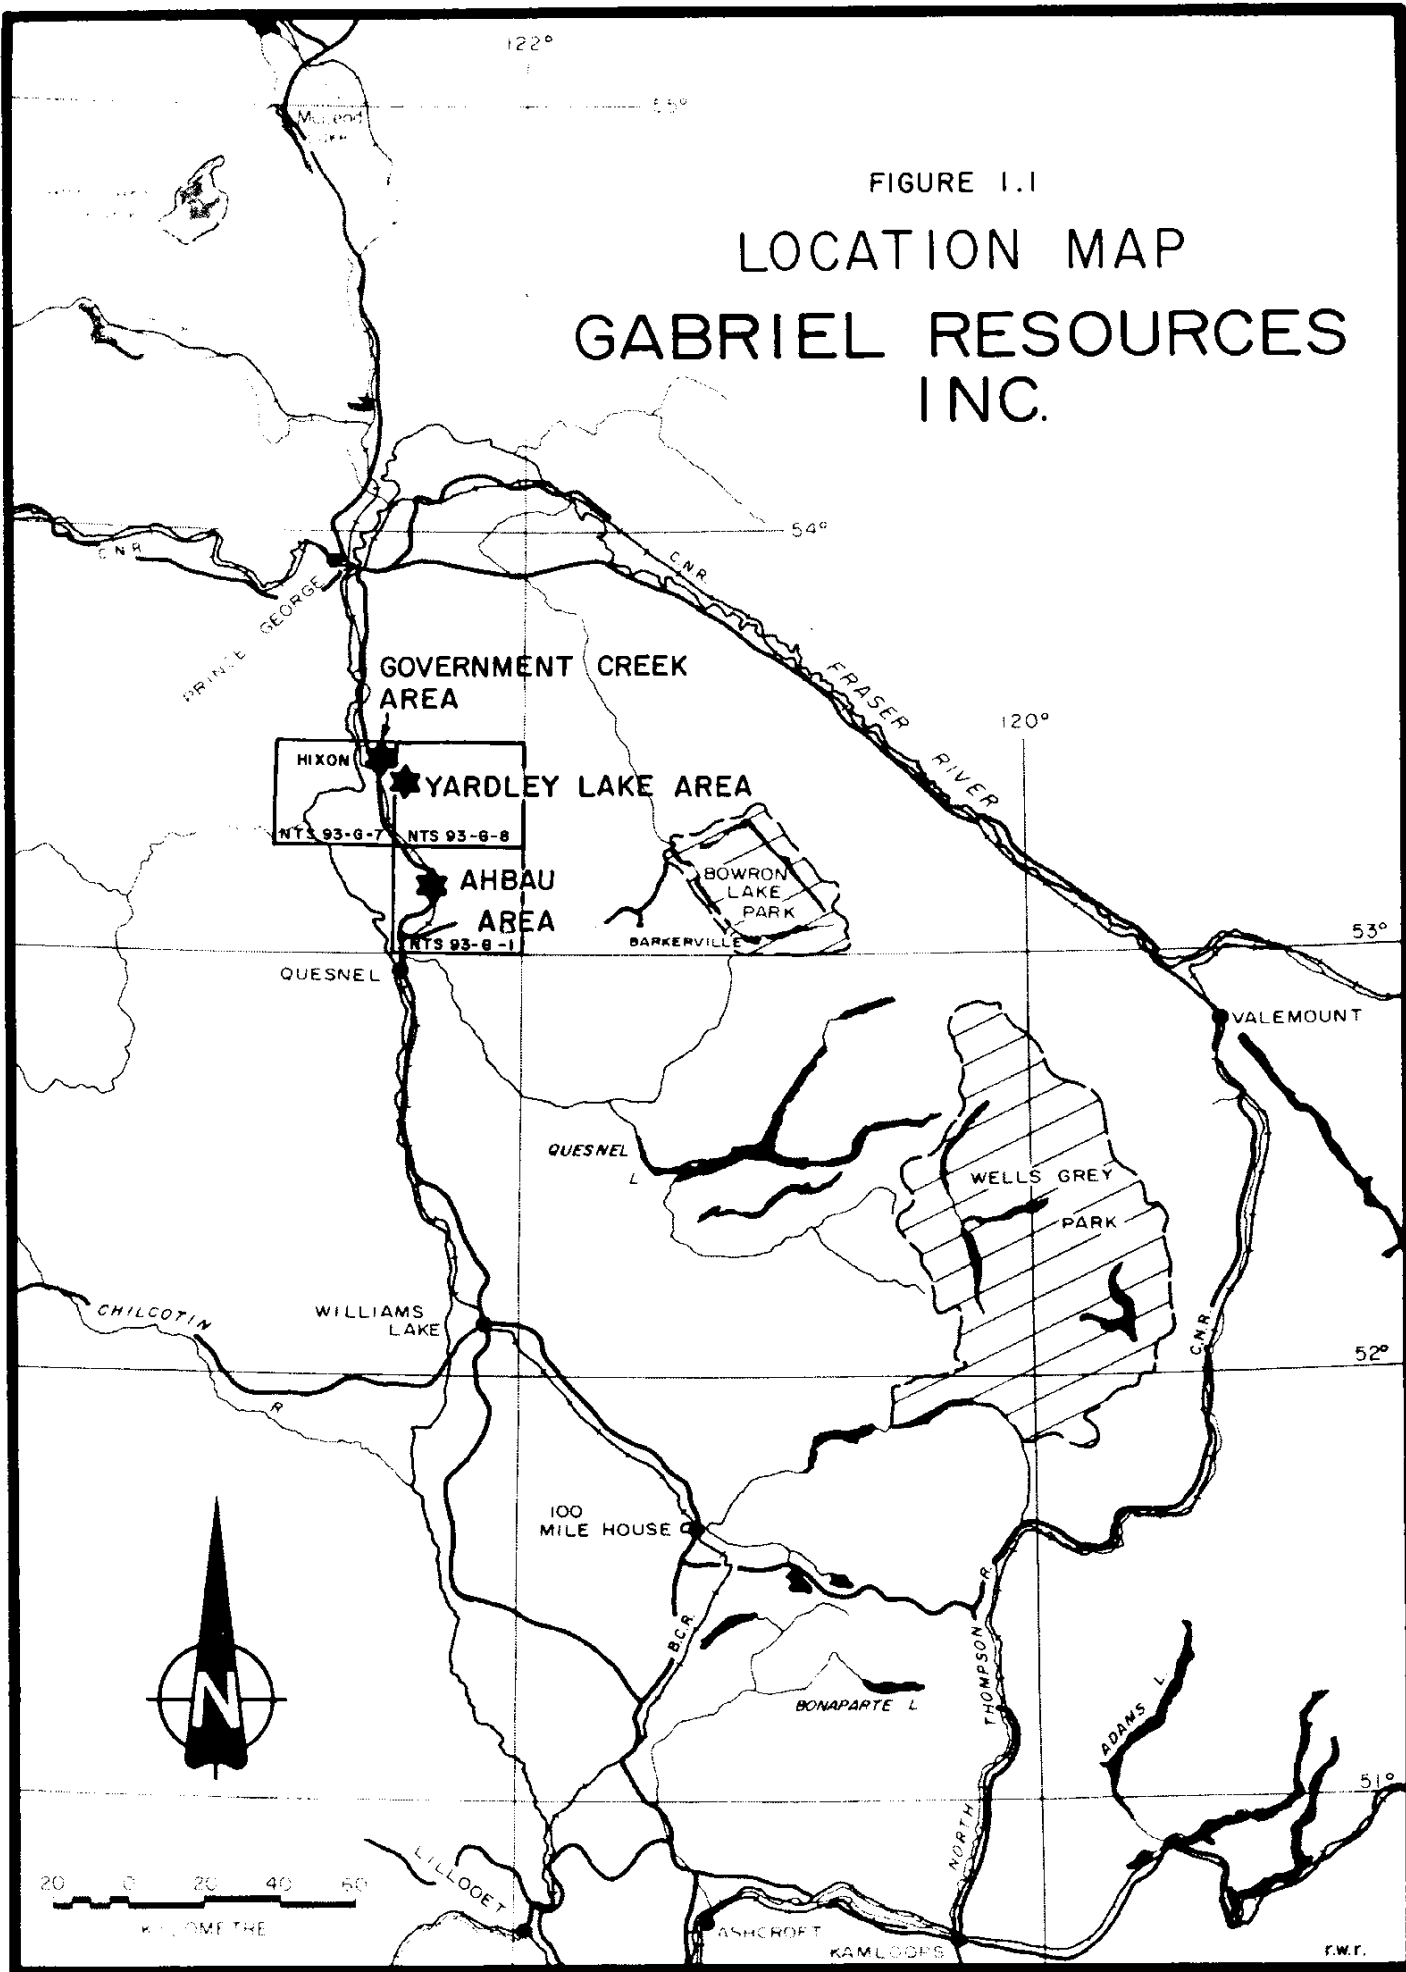 122°
55°
McLeod
Lake
FIGURE 1.1
LOCATION MAP
GABRIEL RESOURCES
INC.
54°
C.N.R.
C N R
PRINCE GEORGE
GOVERNMENT CREEK
AREA
FRASER RIVER
120°
HIXON
YARDLEY LAKE AREA
NTS 93-G-7
NTS 93-G-8
AHBAU
AREA
NTS 93-G-1
BOWRON
LAKE
PARK
BARKERVILLE
53°
QUESNEL
VALEMOUNT
QUESNEL
L
WELLS GREY
PARK
CHILCOTIN
R
WILLIAMS
LAKE
C.N.R.
52°
100
MILE HOUSE
B.C.R.
NORTH THOMPSON R.
BONAPARTE L
ADAMS L
N
51°
20 0 20 40 60
KILOMETRE
LILLOOET
ASHCROFT
KAMLOOPS
r.w.r.